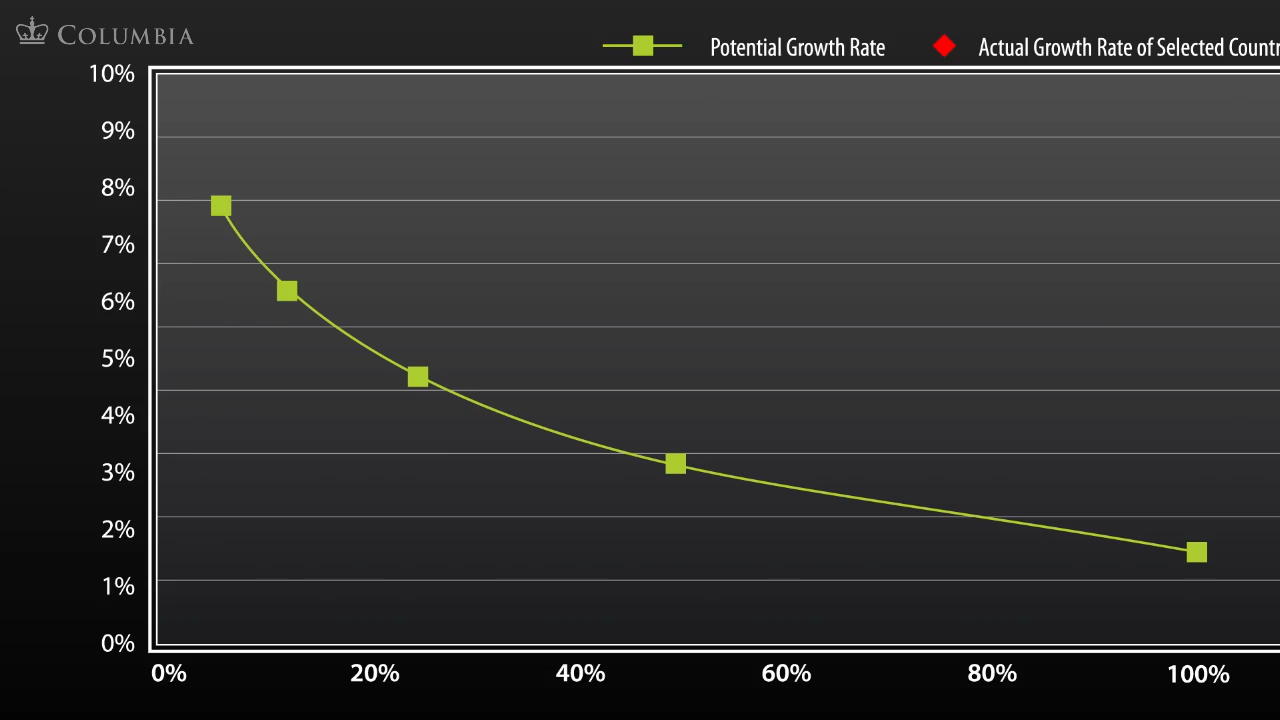 COLUMBIA
Potential Growth Rate
Actual Growth Rate of Selected Countr
10%
9%
8%
7%
6%
5%
4%
3%
2%
1%
0%
0% 20% 40% 60% 80% 100%